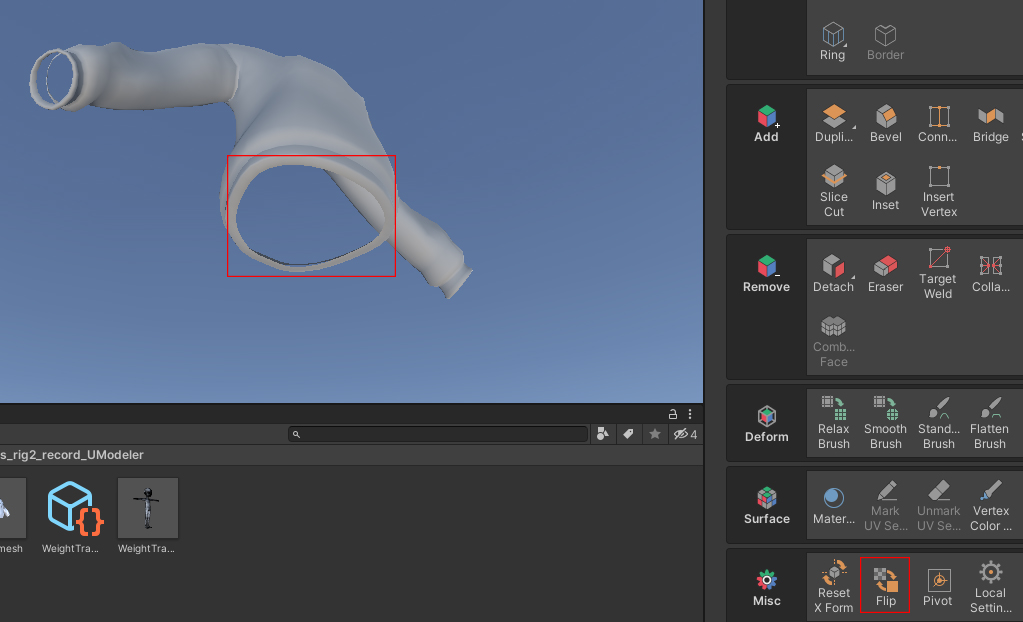 Ring
Border
Add
Dupli...
Bevel
Conn...
Bridge
Slice
Cut
Inset
Insert
Vertex
Remove
Detach
Eraser
Target
Weld
Colla...
Comb...
Face
Deform
Relax
Brush
Smooth
Brush
Stand...
Brush
Flatten
Brush
Surface
Mater...
Mark
UV Se...
Unmark
UV Se...
Vertex
Color ...
Misc
Reset
X Form
Flip
Pivot
Local
Settin...
4
s_rig2_record_UModeler
mesh
WeightTra...
WeightTra...